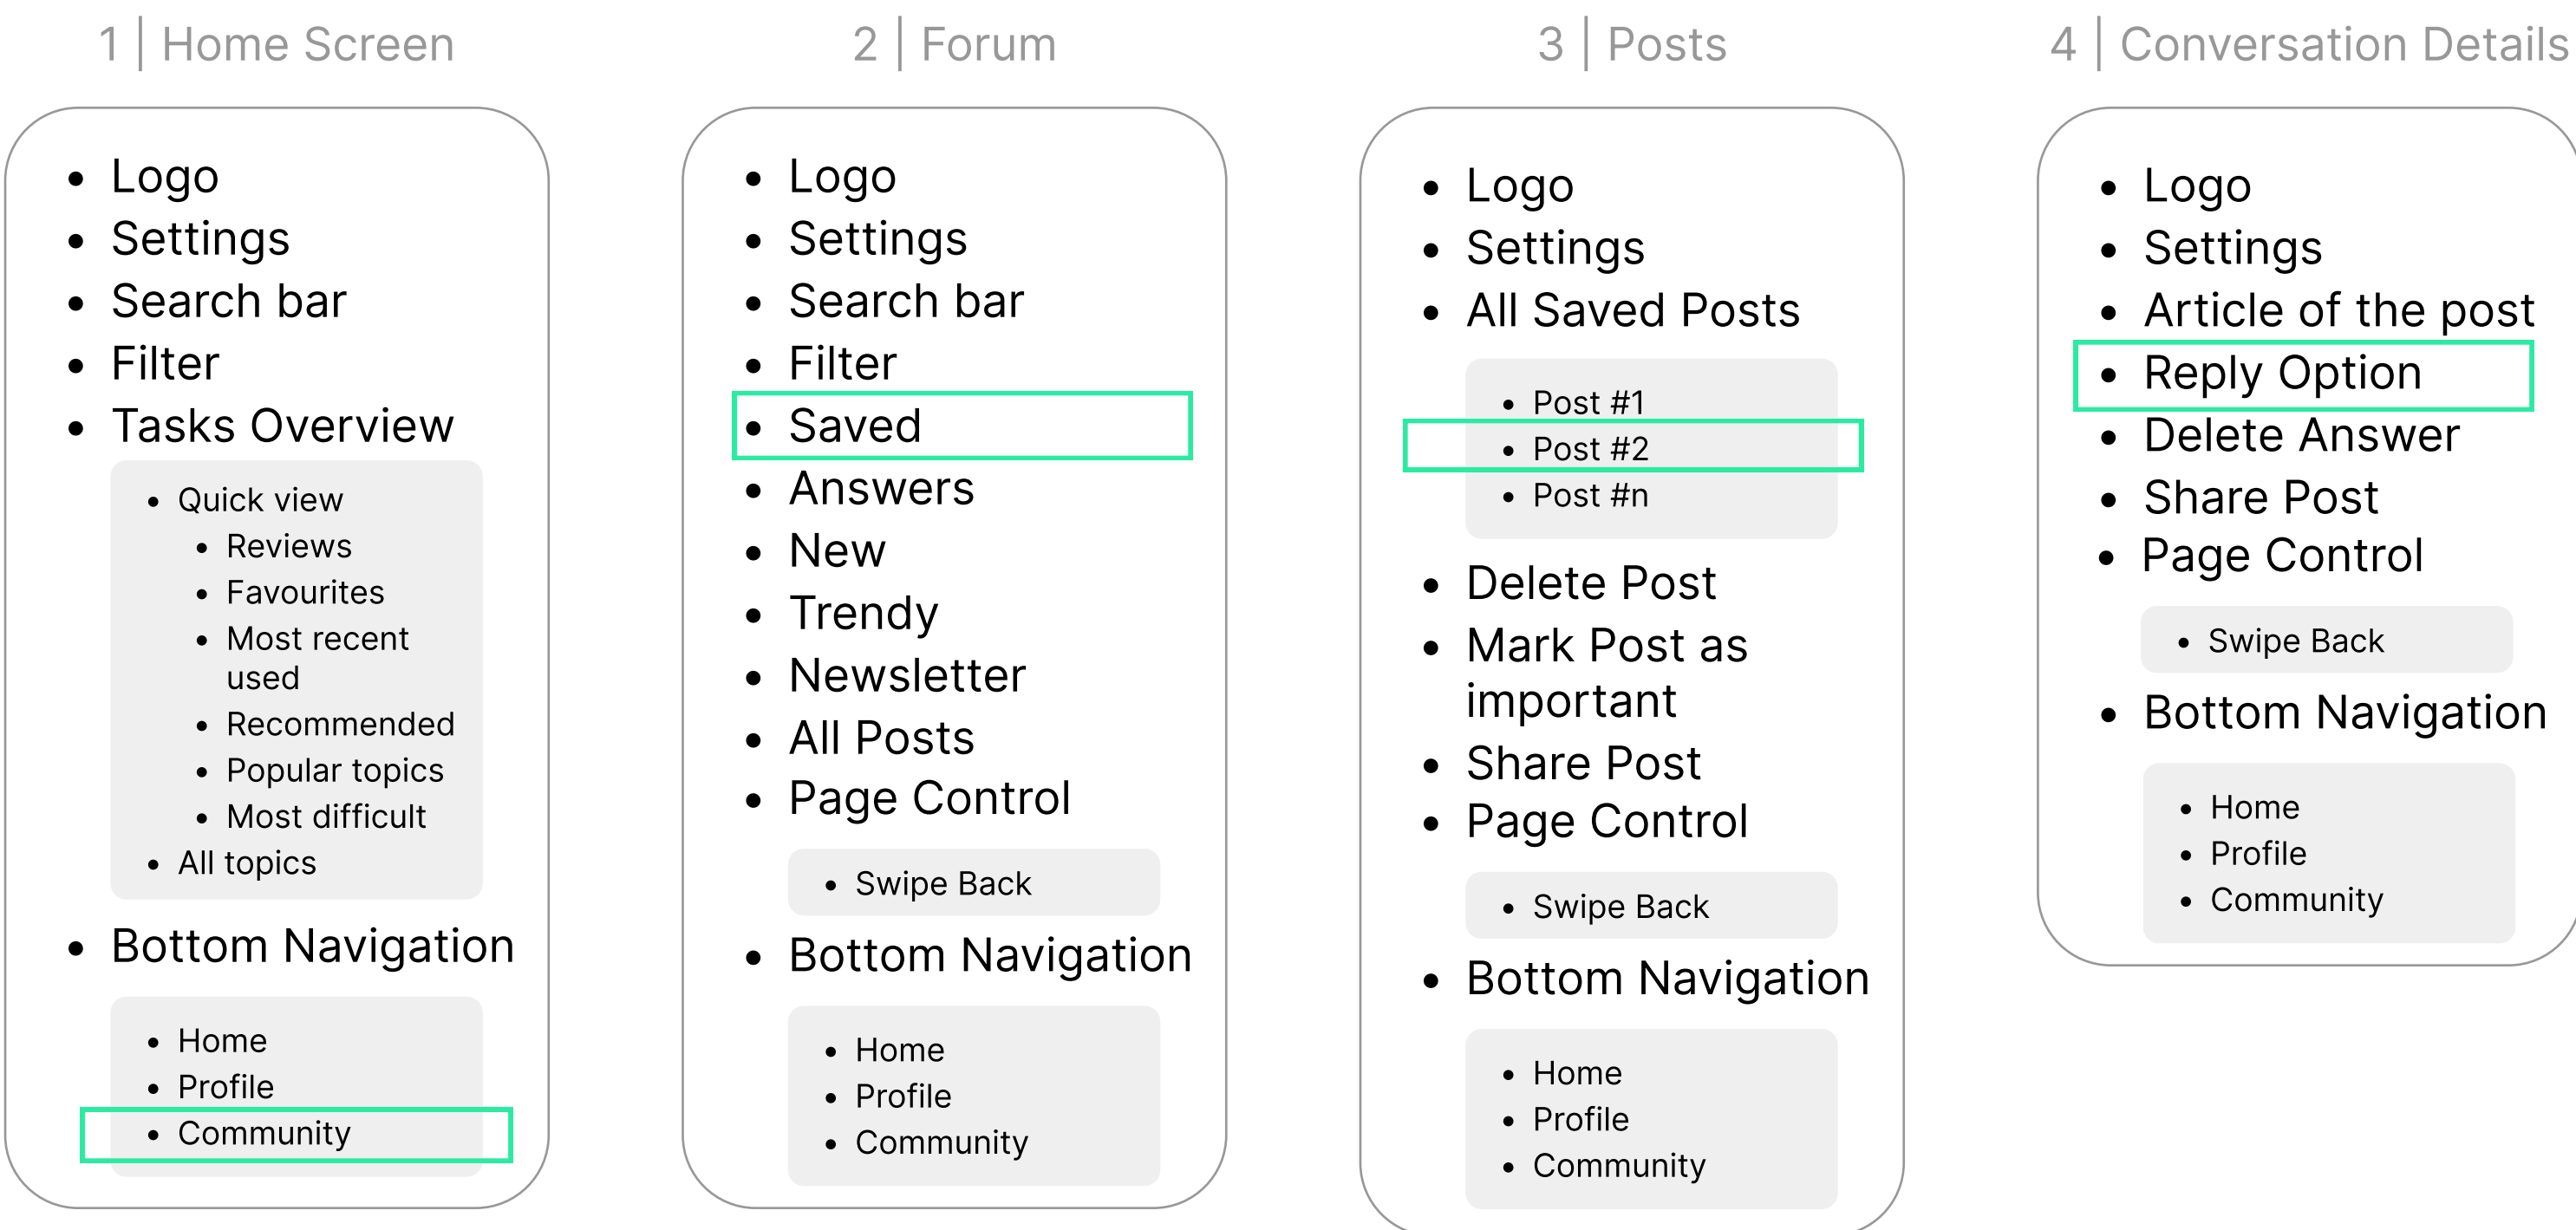 1 | Home Screen
• Logo
• Settings
• Search bar
• Filter
• Tasks Overview
• Quick view
• Reviews
• Favourites
• Most recent
used
• Recommended
• Popular topics
• Most difficult
• All topics
• Bottom Navigation
• Home
• Profile
• Community
2 | Forum
• Logo
• Settings
• Search bar
• Filter
• Saved
• Answers
• New
• Trendy
• Newsletter
• All Posts
• Page Control
• Swipe Back
• Bottom Navigation
• Home
• Profile
• Community
3 | Posts
• Logo
• Settings
• All Saved Posts
• Post #1
• Post #2
• Post #n
• Delete Post
• Mark Post as
important
• Share Post
• Page Control
• Swipe Back
• Bottom Navigation
• Home
• Profile
• Community
4 | Conversation Details
• Logo
• Settings
• Article of the post
• Reply Option
• Delete Answer
• Share Post
• Page Control
• Swipe Back
• Bottom Navigation
• Home
• Profile
• Community